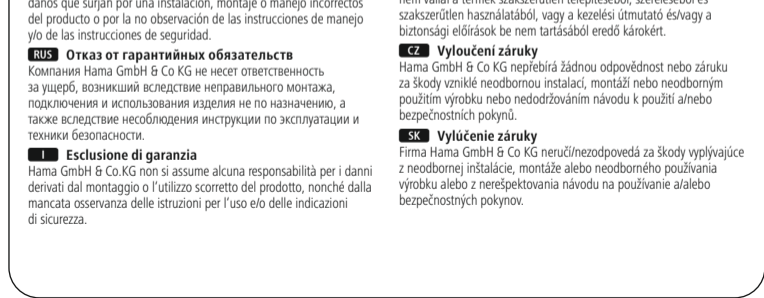 daños que surjan por una instalación, montaje o manejo incorrectos
del producto o por la no observación de las instrucciones de manejo
y/o de las instrucciones de seguridad.
RUS Отказ от гарантийных обязательств
Компания Hama GmbH & Co KG не несет ответственность
за ущерб, возникший вследствие неправильного монтажа,
подключения и использования изделия не по назначению, а
также вследствие несоблюдения инструкции по эксплуатации и
техники безопасности.
I Esclusione di garanzia
Hama GmbH & Co.KG non si assume alcuna responsabilità per i danni
derivati dal montaggio o l’utilizzo scorretto del prodotto, nonché dalla
mancata osservanza delle istruzioni per l’uso e/o delle indicazioni
di sicurezza.
nem vállal a termék szakszerűtlen telepítéséből, szereléséből és
szakszerűtlen használatából, vagy a kezelési útmutató és/vagy a
biztonsági előírások be nem tartásából eredő károkért.
CZ Vyloučení záruky
Hama GmbH & Co KG nepřebírá žádnou odpovědnost nebo záruku
za škody vzniklé neodbornou instalací, montáží nebo neodborným
použitím výrobku nebo nedodržováním návodu k použití a/nebo
bezpečnostních pokynů.
SK Vylúčenie záruky
Firma Hama GmbH & Co KG neručí/nezodpovedá za škody vyplývajúce
z neodbornej inštalácie, montáže alebo neodborného používania
výrobku alebo z nerešpektovania návodu na používanie a/alebo
bezpečnostných pokynov.